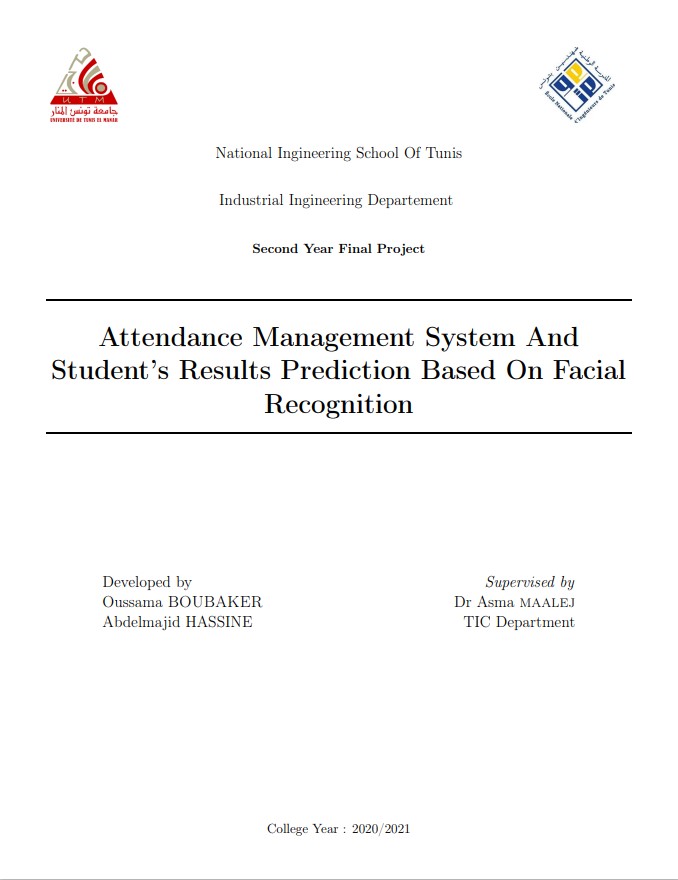 UTM
جامعة تونس المنار
UNIVERSITÉ DE TUNIS EL MANAR
المدرسة الوطنية للمهندسين بتونس
École Nationale d'Ingénieurs de Tunis
National Ingineering School Of Tunis
Industrial Ingineering Departement
Second Year Final Project
Attendance Management System And
Student's Results Prediction Based On Facial
Recognition
Developed by
Oussama BOUBAKER
Abdelmajid HASSINE
Supervised by
Dr Asma MAALEJ
TIC Department
College Year : 2020/2021